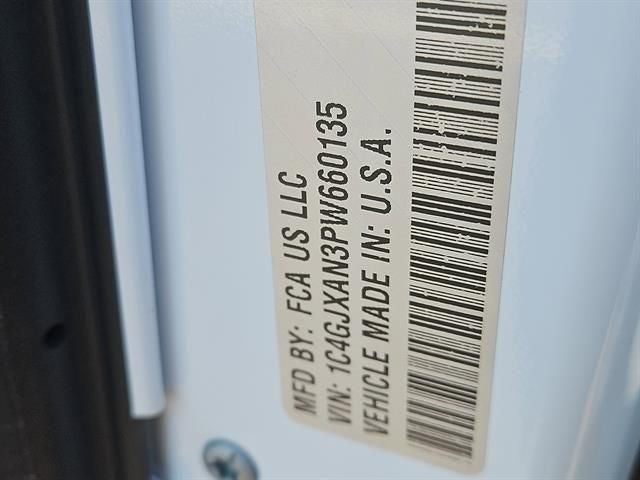 MFD BY: FCA US LLC
VIN: 1C4GJXAN3PW660135
VEHICLE MADE IN: U.S.A.